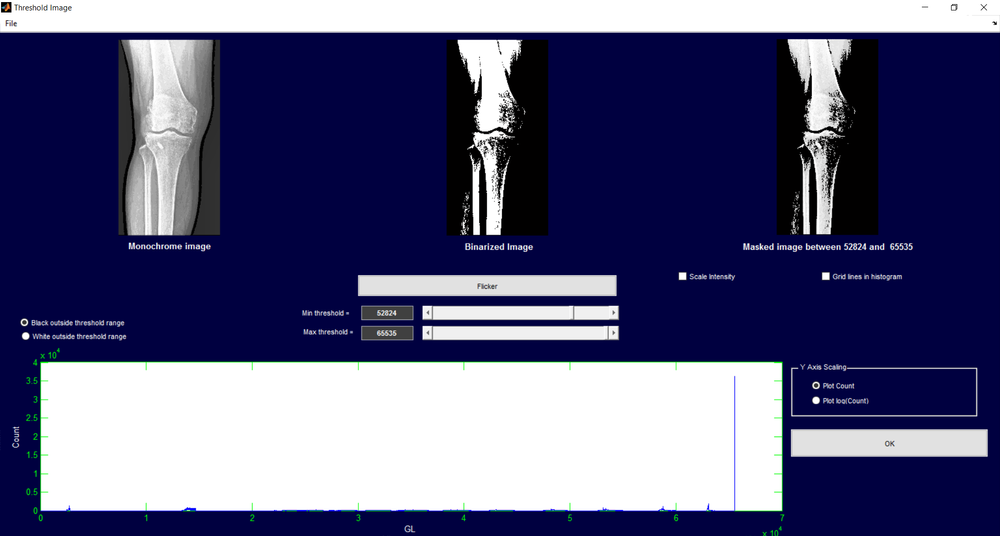 Threshold Image
File
Monochrome image
Binarized Image
Masked image between 52824 and  65535
Scale Intensity
Grid lines in histogram
Flicker
Min threshold =
52824
Max threshold =
65535
Black outside threshold range
White outside threshold range
x 10^4
4
3.5
3
2.5
2
1.5
1
0.5
0
Count
0 1 2 3 4 5 6 7
GL
x 10^4
Y Axis Scaling
Plot Count
Plot log(Count)
OK